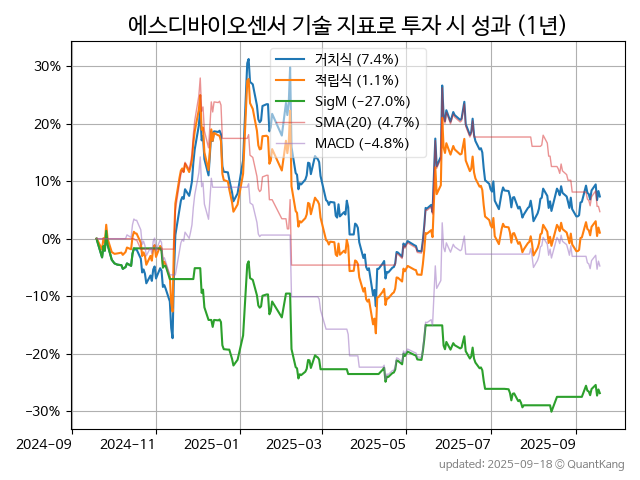 에스디바이오센서 기술 지표로 투자 시 성과 (1년)
거치식 (7.4%)
적립식 (1.1%)
SigM (−27.0%)
SMA(20) (4.7%)
MACD (−4.8%)
30%
20%
10%
0%
−10%
−20%
−30%
2024-09 2024-11 2025-01 2025-03 2025-05 2025-07 2025-09
updated: 2025-09-18 © QuantKang